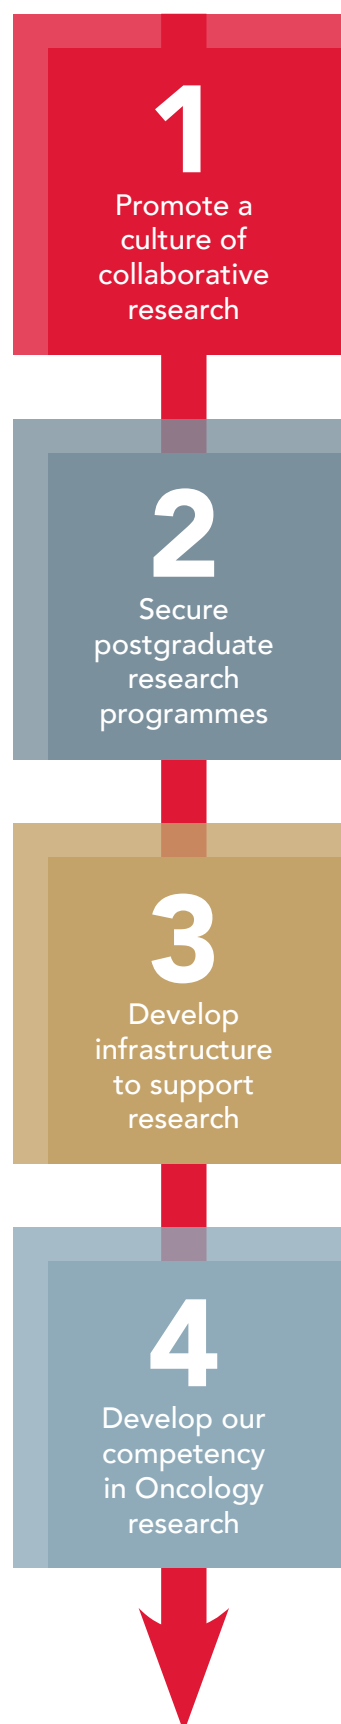 1
Promote a
culture of
collaborative
research
2
Secure
postgraduate
research
programmes
3
Develop
infrastructure
to support
research
4
Develop our
competency
in Oncology
research